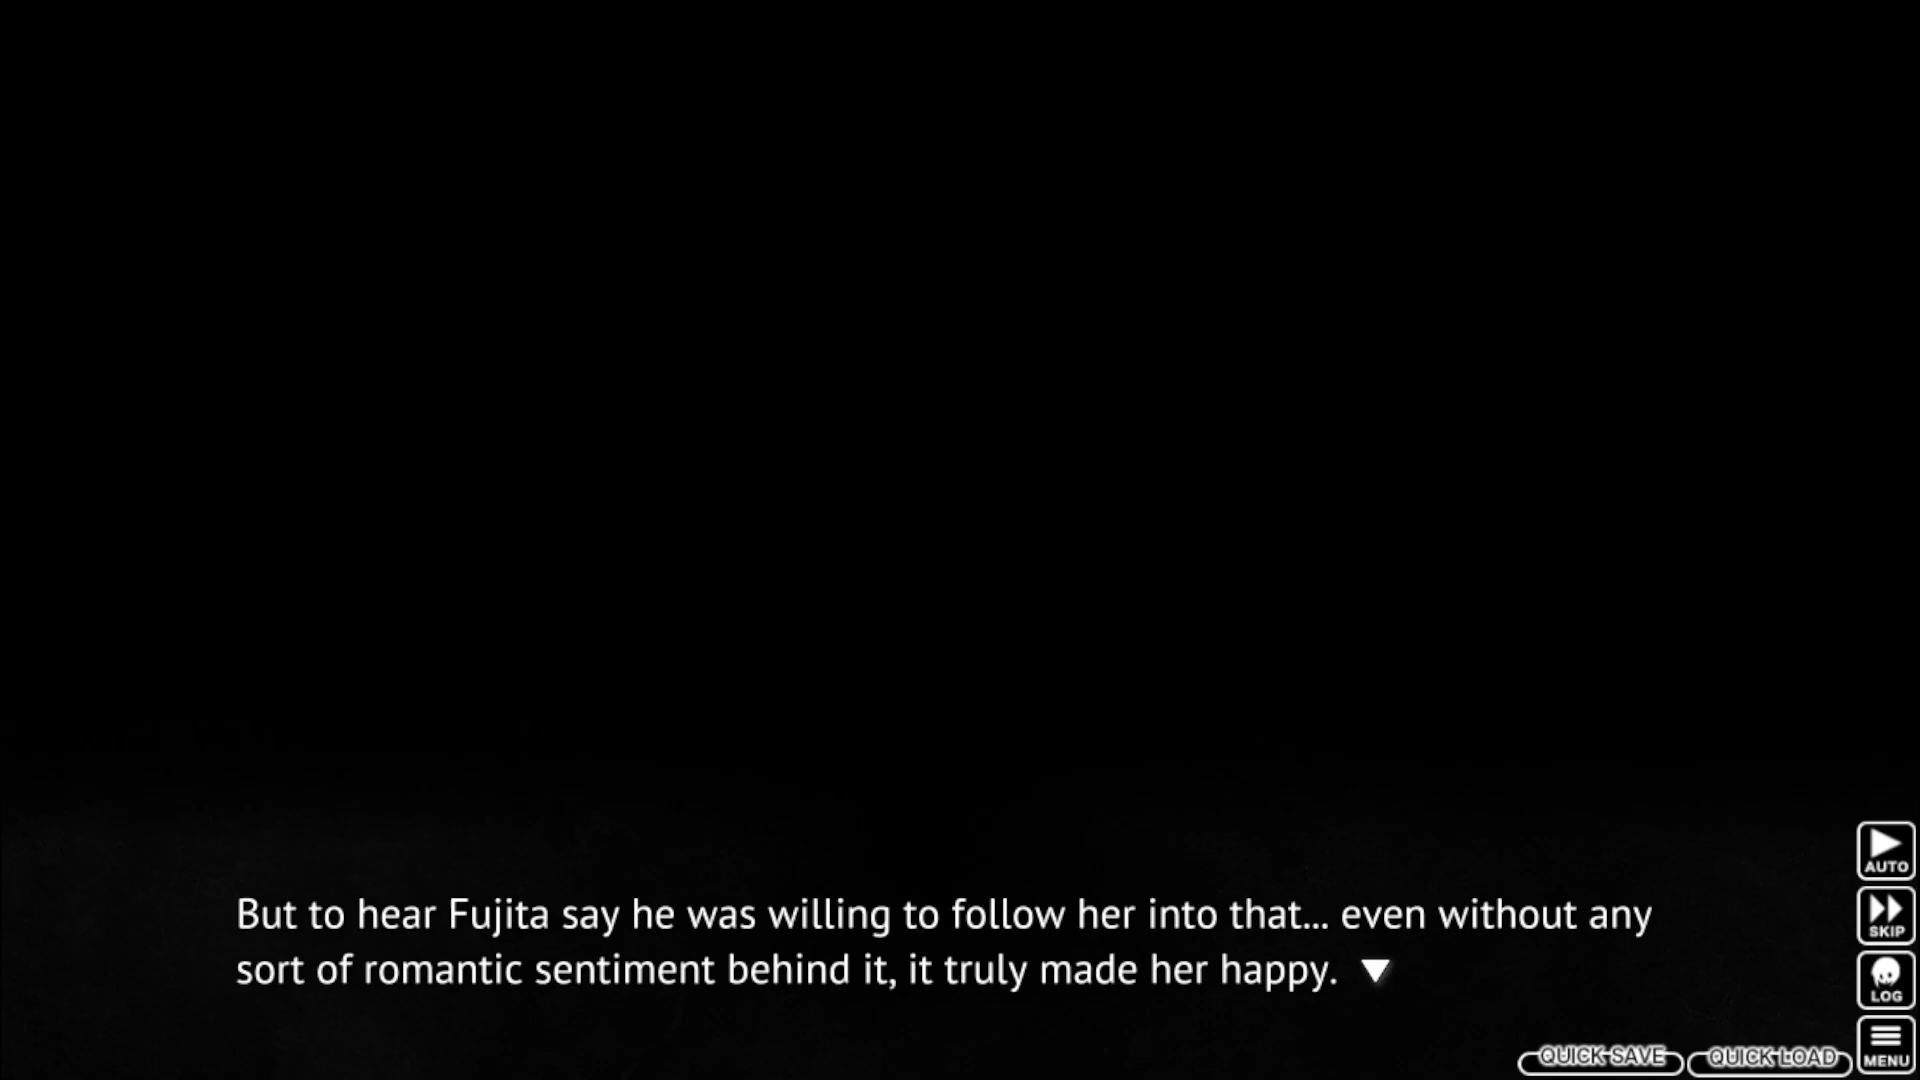 But to hear Fujita say he was willing to follow her into that... even without any
sort of romantic sentiment behind it, it truly made her happy.
AUTO
SKIP
LOG
MENU
QUICK SAVE QUICK LOAD